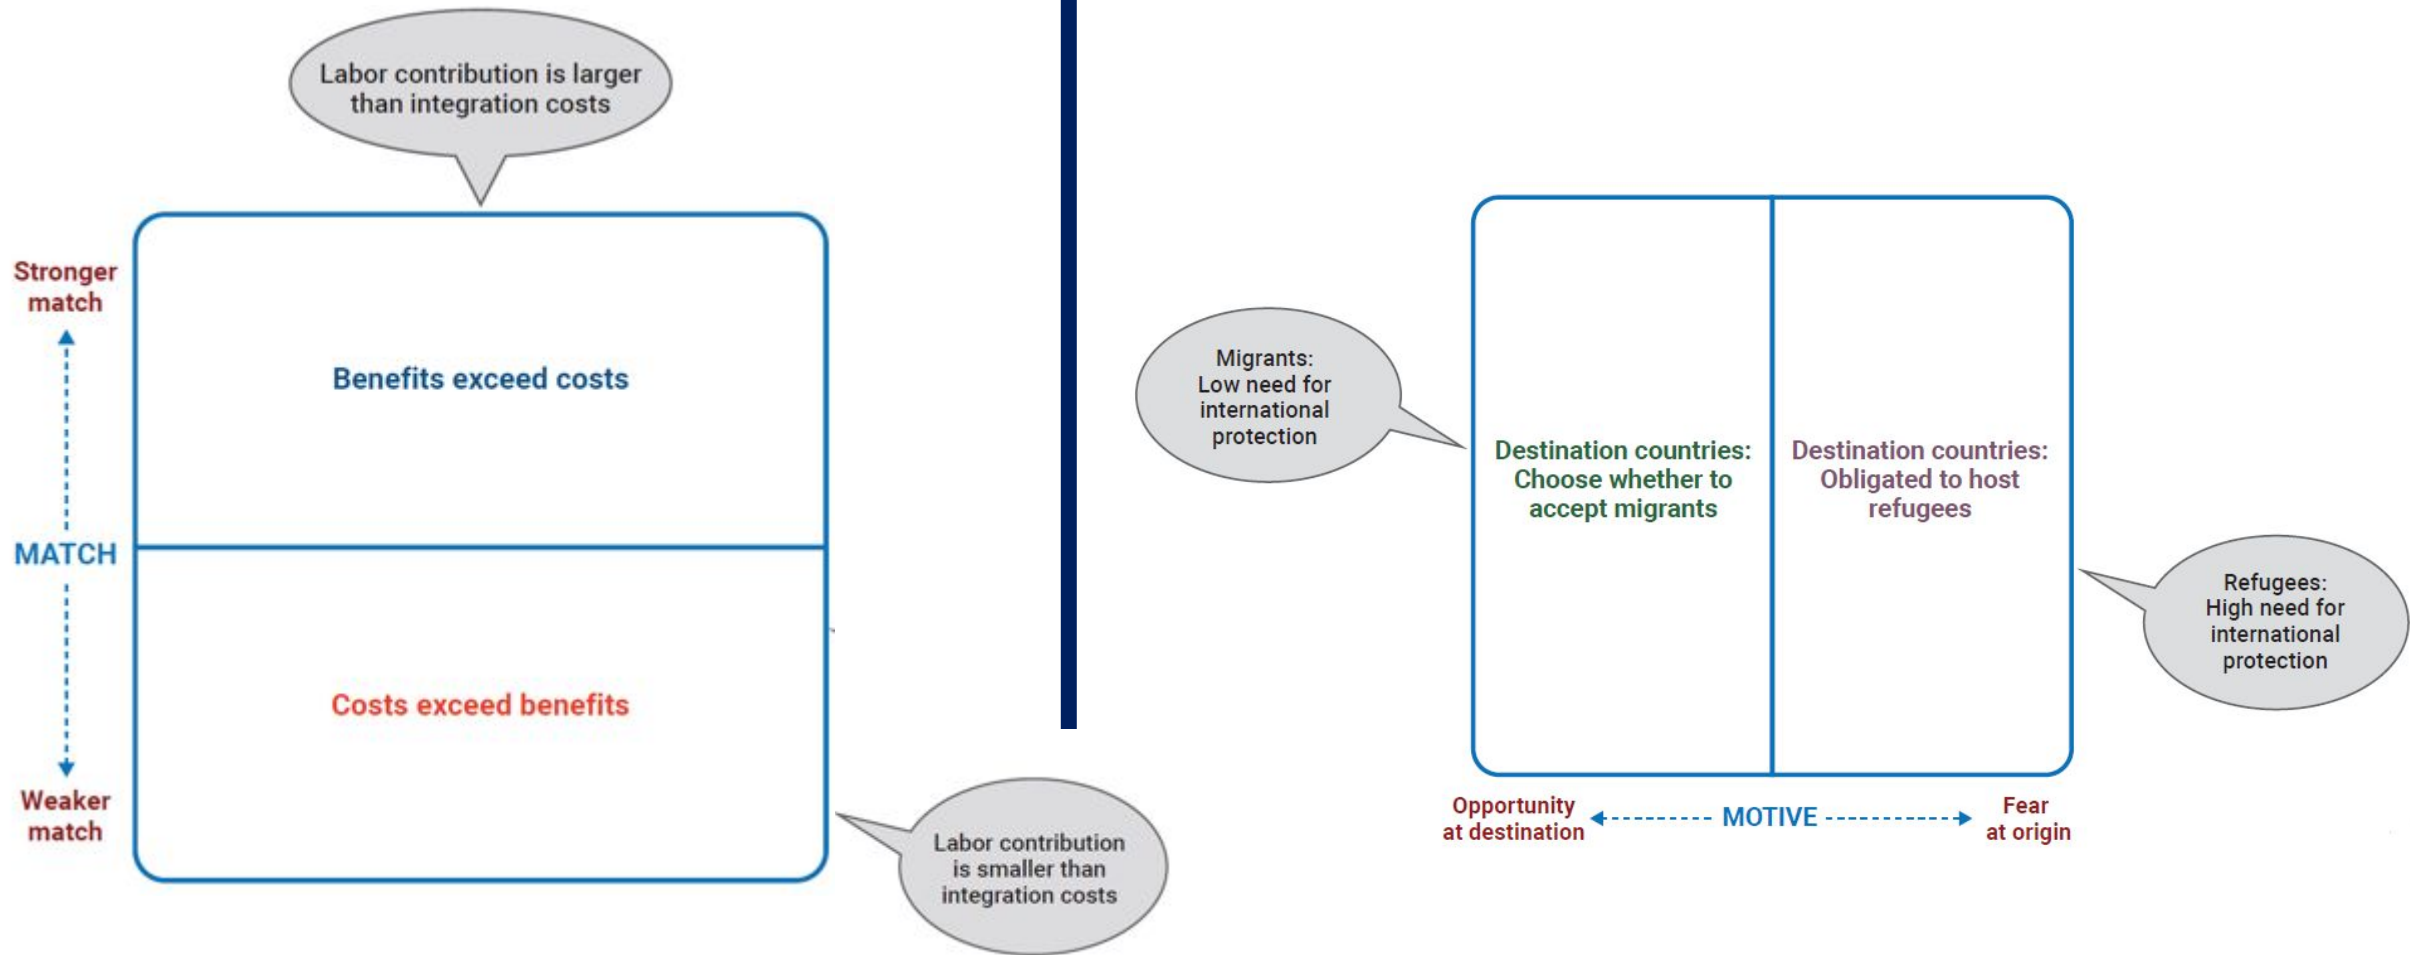 Labor contribution is larger
than integration costs
Stronger
match
Benefits exceed costs
MATCH
Costs exceed benefits
Weaker
match
Labor contribution
is smaller than
integration costs
Migrants:
Low need for
international
protection
Destination countries:
Choose whether to
accept migrants
Destination countries:
Obligated to host
refugees
Refugees:
High need for
international
protection
Opportunity
at destination
MOTIVE
Fear
at origin